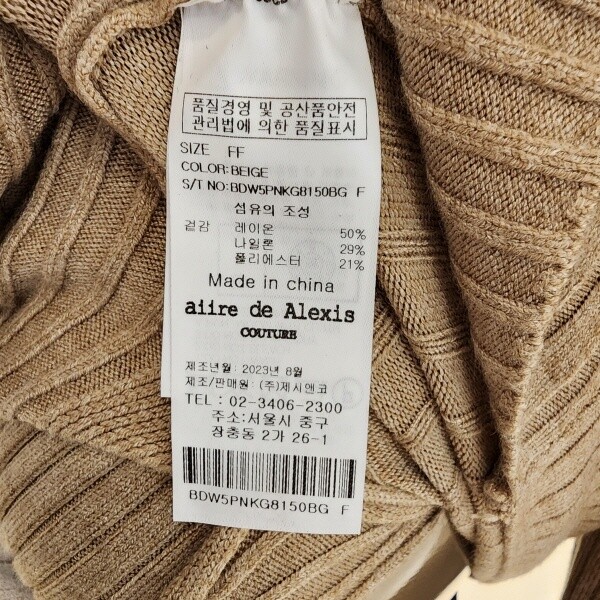 품질경영 및 공산품안전
관리법에 의한 품질표시
SIZE FF
COLOR:BEIGE
S/T NO:BDW5PNKG8150BG F
섬유의 조성
겉감 레이온 50%
나일론 29%
폴리에스터 21%
Made in china
aiire de Alexis
COUTURE
제조년월: 2023년 8월
제조/판매원 : (주)제시앤코
TEL : 02-3406-2300
주소:서울시 중구
장충동 2가 26-1
BDW5PNKG8150BG F